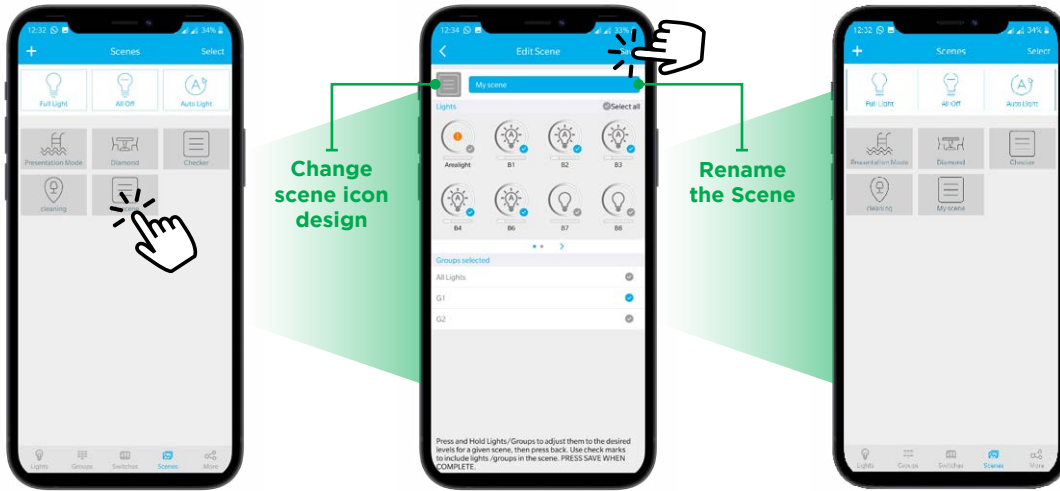 12:32 34%
+ Scenes Select
Full Light All Off Auto Light
Presentation Mode Diamond Checker
cleaning
Lights Groups Switches Scenes More
Change
scene icon
design
12:34 33%
Edit Scene
My scene
Lights Select all
Arealight B1 B2 B3
B4 B6 B7 B8
Groups selected
All Lights
G1
G2
Press and Hold Lights/Groups to adjust them to the desired
levels for a given scene, then press back. Use check marks
to include lights /groups in the scene. PRESS SAVE WHEN
COMPLETE.
Rename
the Scene
12:32 34%
+ Scenes Select
Full Light All Off Auto Light
Presentation Mode Diamond Checker
cleaning My scene
Lights Groups Switches Scenes More